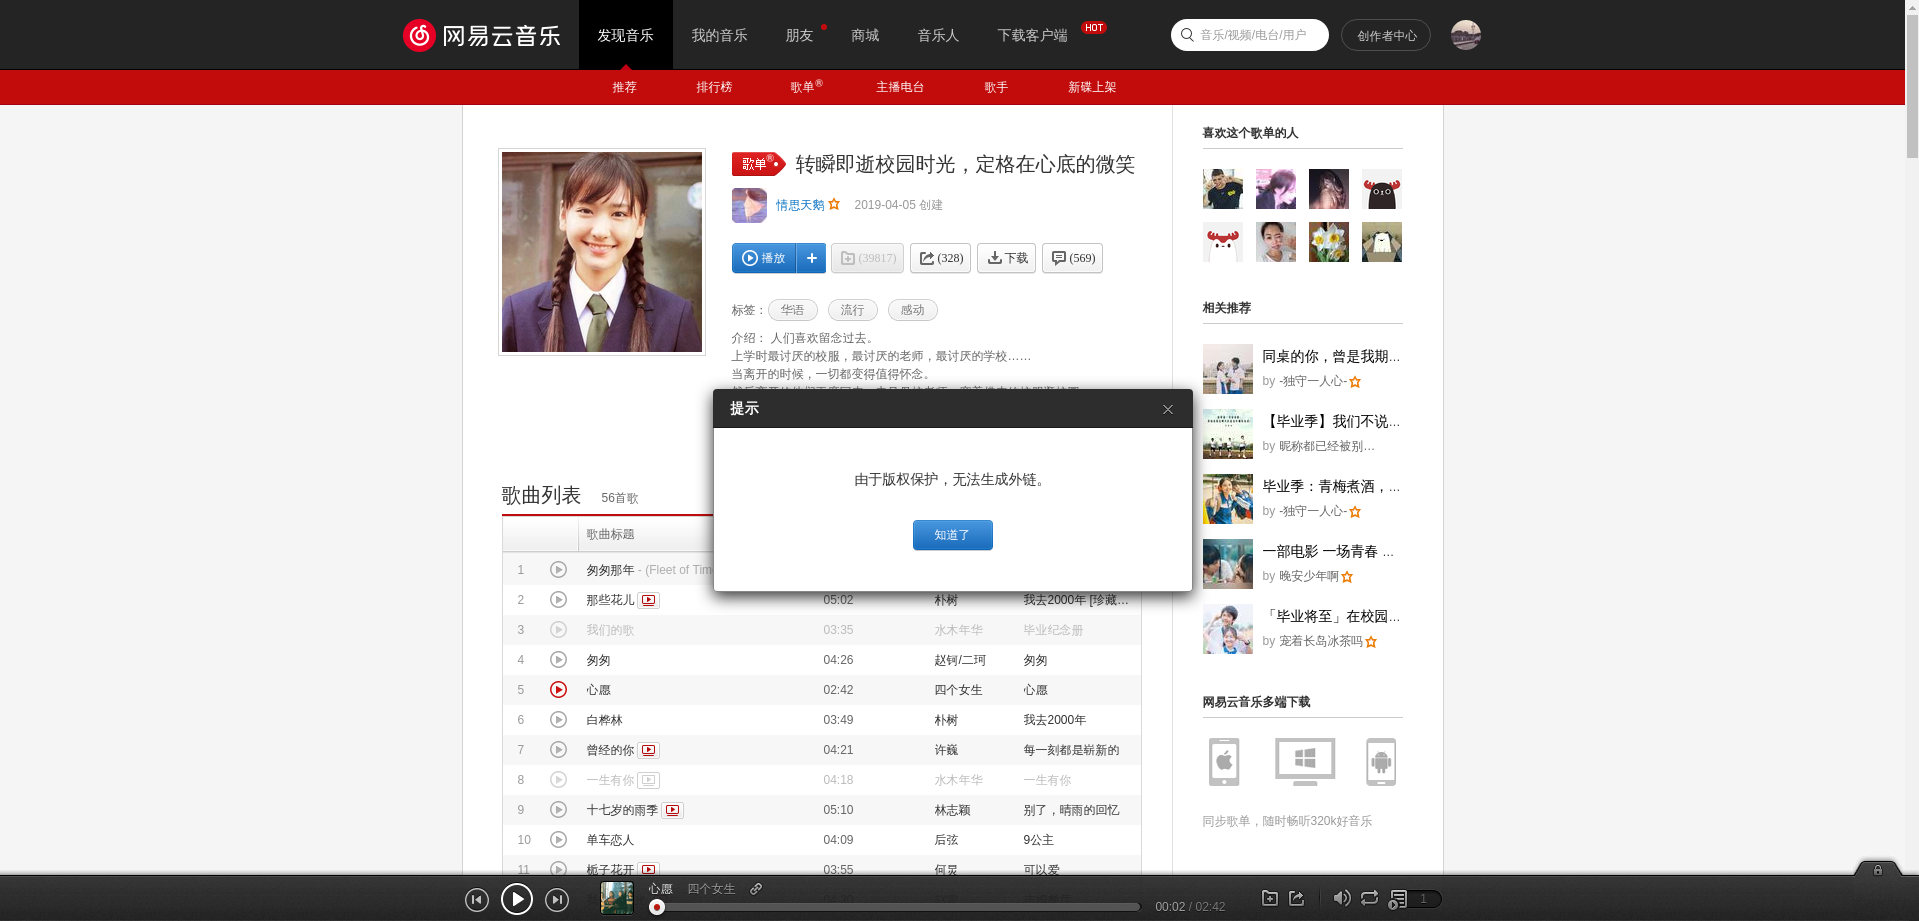 网易云音乐
发现音乐 我的音乐 朋友 商城 音乐人 下载客户端 HOT 音乐/视频/电台/用户 创作者中心
推荐 排行榜 歌单® 主播电台 歌手 新碟上架
歌单® 转瞬即逝校园时光，定格在心底的微笑
情思天鹅 2019-04-05 创建
播放 + (39817) (328) 下载 (569)
标签： 华语 流行 感动
介绍： 人们喜欢留念过去。
上学时最讨厌的校服，最讨厌的老师，最讨厌的学校……
当离开的时候，一切都变得值得怀念。
提示
由于版权保护，无法生成外链。
知道了
歌曲列表 56首歌
歌曲标题
1 匆匆那年 - (Fleet of Tim
2 那些花儿 05:02 朴树 我去2000年 [珍藏…
3 我们的歌 03:35 水木年华 毕业纪念册
4 匆匆 04:26 赵钶/二珂 匆匆
5 心愿 02:42 四个女生 心愿
6 白桦林 03:49 朴树 我去2000年
7 曾经的你 04:21 许巍 每一刻都是崭新的
8 一生有你 04:18 水木年华 一生有你
9 十七岁的雨季 05:10 林志颖 别了，晴雨的回忆
10 单车恋人 04:09 后弦 9公主
11 栀子花开 03:55 何炅 可以爱
喜欢这个歌单的人
相关推荐
同桌的你，曾是我期...
by -独守一人心-
【毕业季】我们不说...
by 昵称都已经被别…
毕业季：青梅煮酒，...
by -独守一人心-
一部电影 一场青春 ...
by 晚安少年啊
「毕业将至」在校园...
by 宠着长岛冰茶吗
网易云音乐多端下载
同步歌单，随时畅听320k好音乐
心愿 四个女生
00:02 / 02:42
1